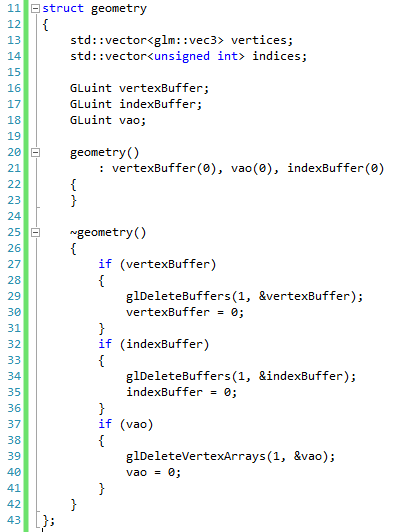 11 struct geometry
12 {
13     std::vector<glm::vec3> vertices;
14     std::vector<unsigned int> indices;
15
16     GLuint vertexBuffer;
17     GLuint indexBuffer;
18     GLuint vao;
19
20     geometry()
21         : vertexBuffer(0), vao(0), indexBuffer(0)
22     {
23     }
24
25     ~geometry()
26     {
27         if (vertexBuffer)
28         {
29             glDeleteBuffers(1, &vertexBuffer);
30             vertexBuffer = 0;
31         }
32         if (indexBuffer)
33         {
34             glDeleteBuffers(1, &indexBuffer);
35             indexBuffer = 0;
36         }
37         if (vao)
38         {
39             glDeleteVertexArrays(1, &vao);
40             vao = 0;
41         }
42     }
43 };